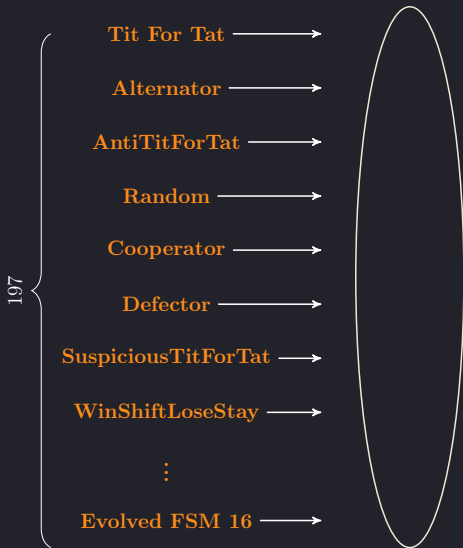 Tit For Tat
Alternator
AntiTitForTat
Random
Cooperator
197
Defector
SuspiciousTitForTat
WinShiftLoseStay
⋮
Evolved FSM 16